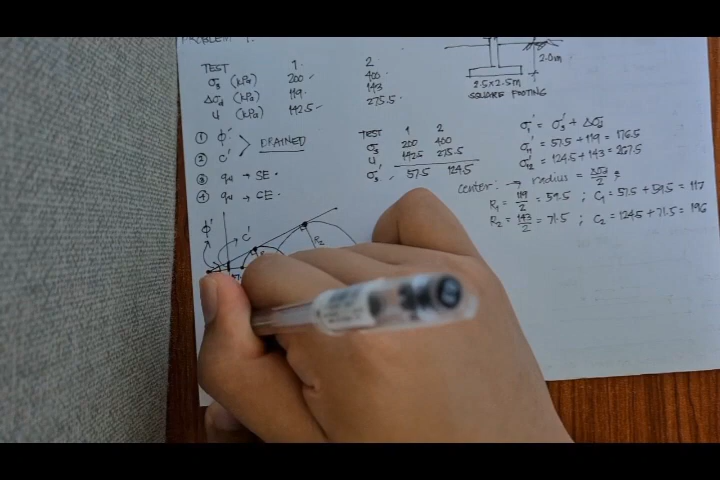 PROBLEM 1.
TEST 1. 2.
σ3 (kPa) 200 400
Δσd (kPa) 119. 143
u (kPa) 142.5 275.5
2.0m
2.5 x 2.5m
SQUARE FOOTING
① φ'
② c' DRAINED
③ qu → SE
④ qu → CE
TEST 1 2
σ3 200 400
u 142.5 275.5
σ3' 57.5 124.5
σ1' = σ3' + Δσd
σ1' = 57.5 + 119 = 176.5
σ12' = 124.5 + 143 = 267.5
center: → radius = Δσd/2 ;
R1 = 119/2 = 59.5 ; C1 = 57.5 + 59.5 = 117
R2 = 143/2 = 71.5 ; C2 = 124.5 + 71.5 = 196
φ' c' R2